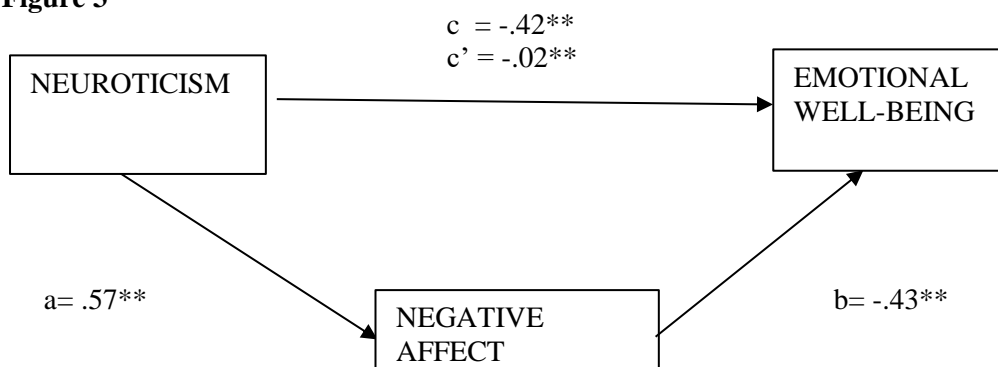 Figure 3
c = -.42**
c’ = -.02**
NEUROTICISM
EMOTIONAL
WELL-BEING
a= .57**
b= -.43**
NEGATIVE
AFFECT